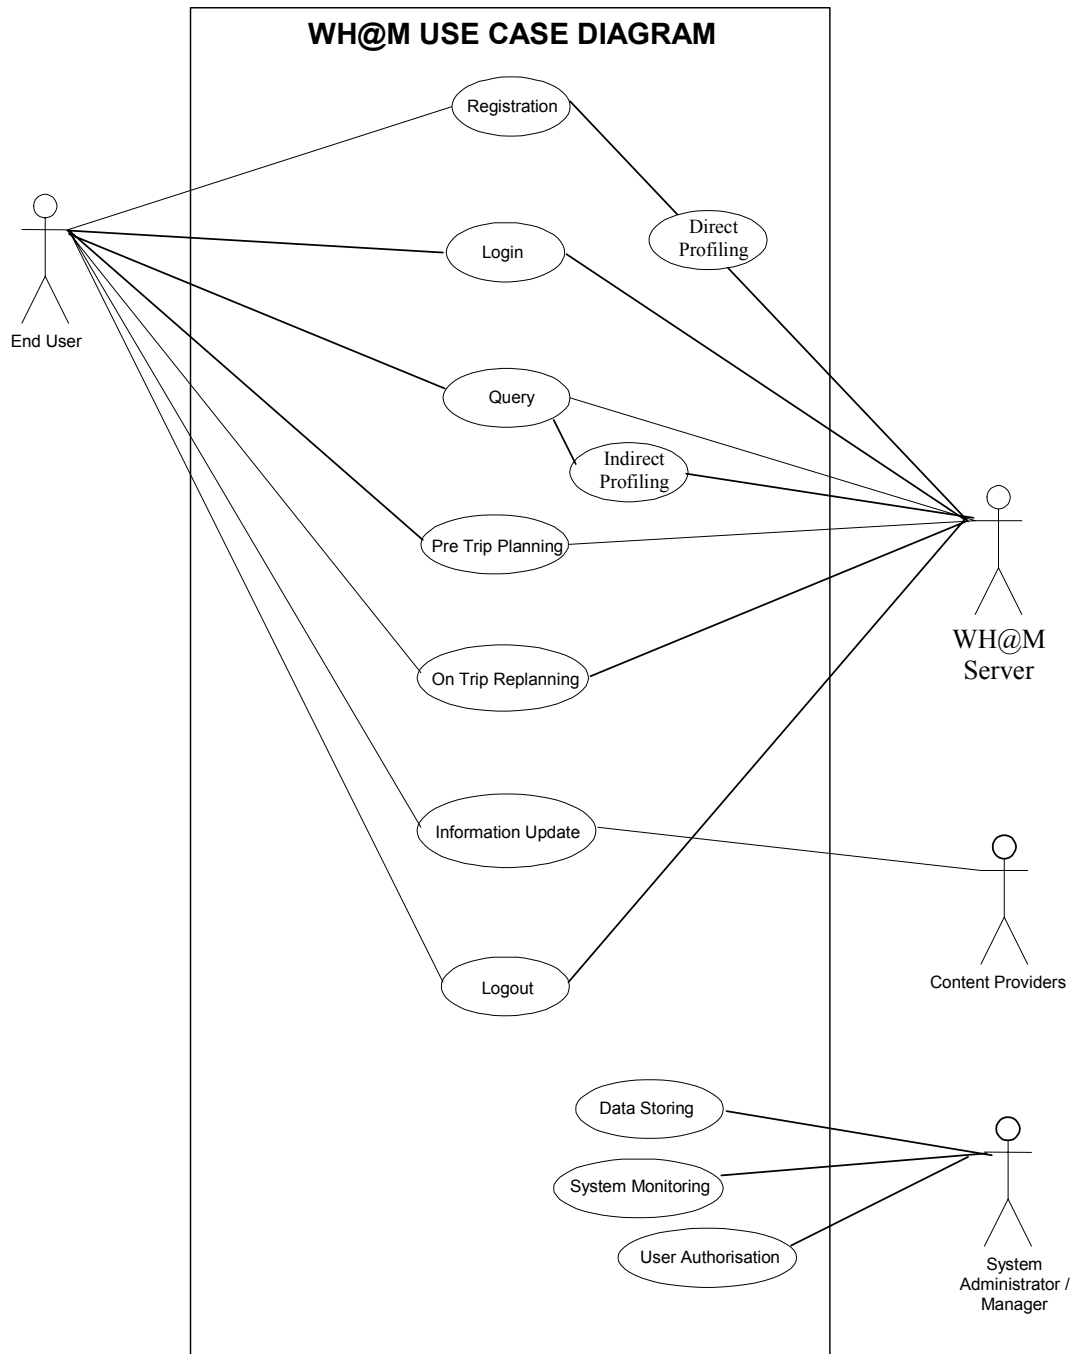 WH@M USE CASE DIAGRAM
Registration
Direct
Profiling
Login
End User
Query
Indirect
Profiling
Pre Trip Planning
WH@M
Server
On Trip Replanning
Information Update
Content Providers
Logout
Data Storing
System Monitoring
User Authorisation
System
Administrator /
Manager